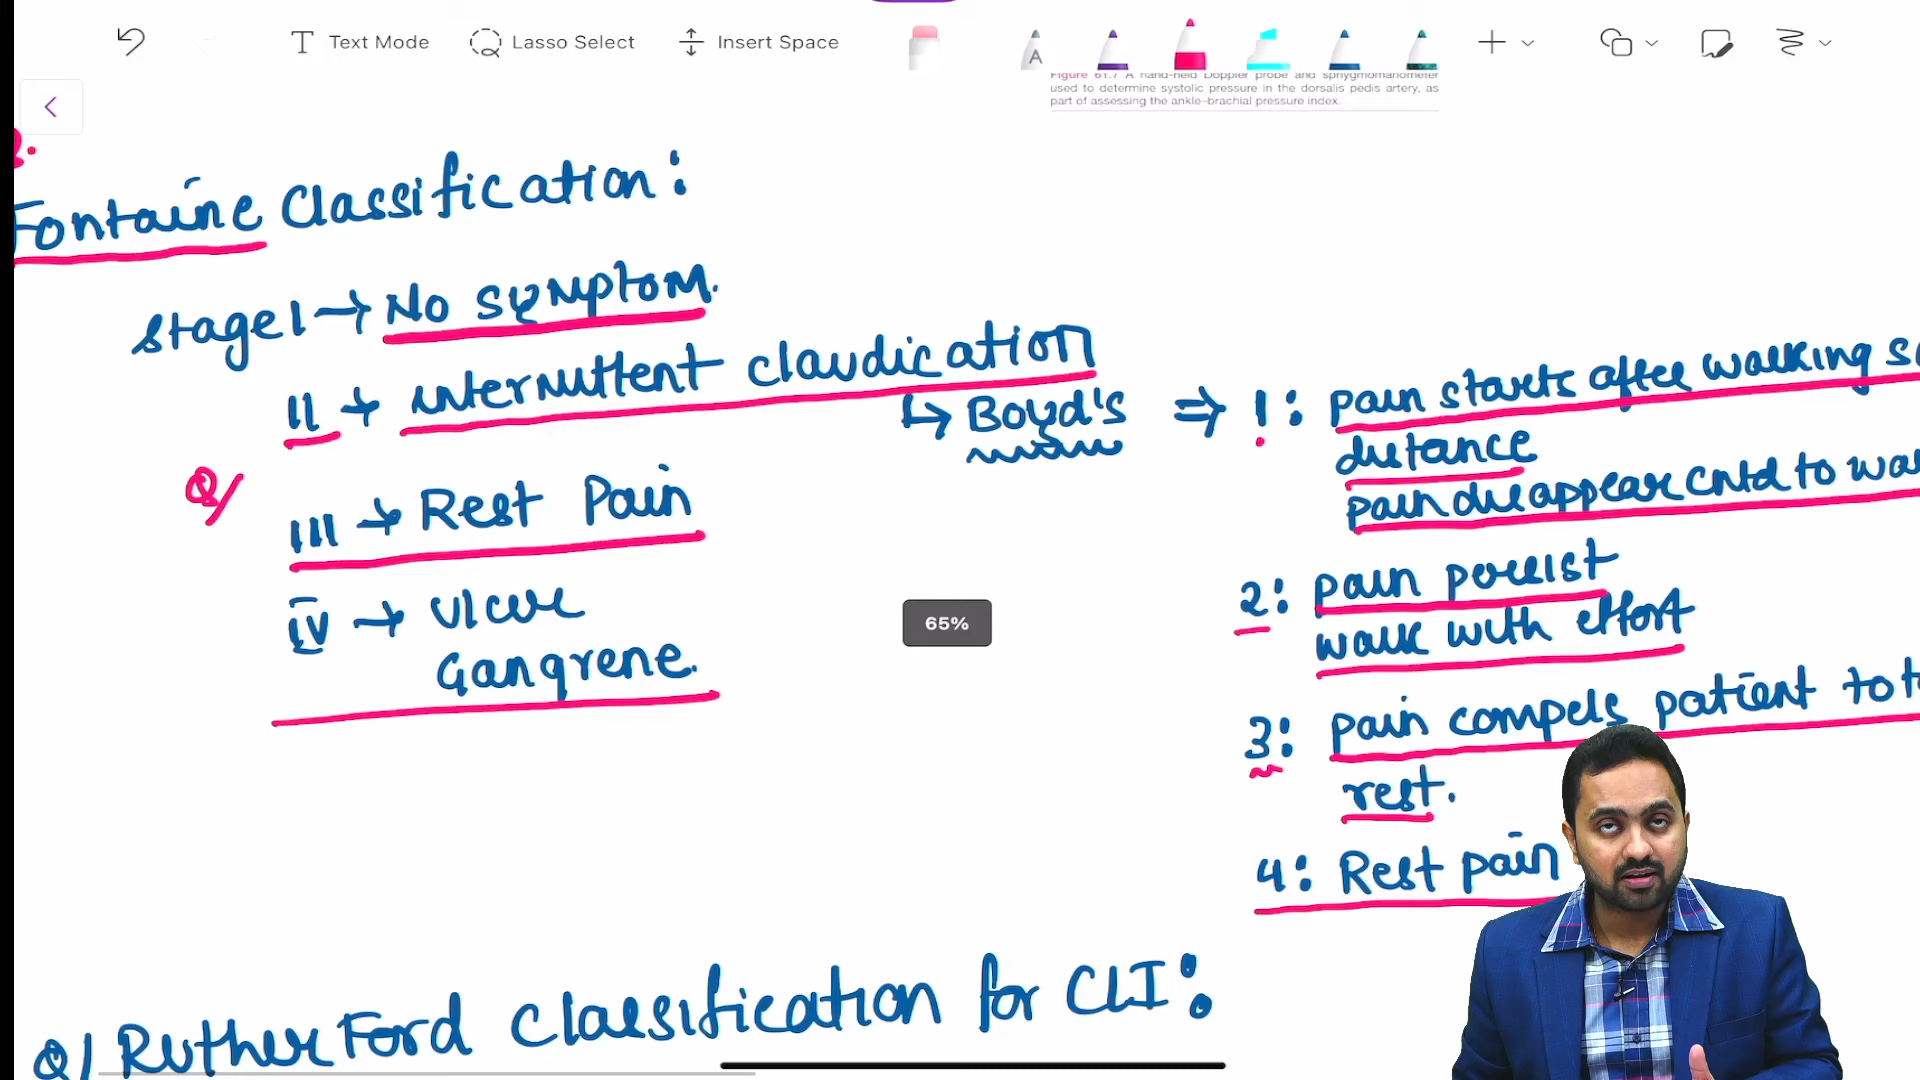 Text Mode
Lasso Select
Insert Space
A
Figure 61.7 A hand-held Doppler probe and sphygmomanometer
used to determine systolic pressure in the dorsalis pedis artery, as
part of assessing the ankle-brachial pressure index.
Fontaine Classification:
Stage 1 → No symptom.
II → intermittent claudication
↳ Boyd's ⇒ 1: pain starts after walking
distance
pain disappear cntd to
Q/
III → Rest Pain
2: pain persist
walk with effort
IV → ulcer
Gangrene.
65%
3: pain compels patient to
rest.
4: Rest pain
Q/ Rutherford Classification for CLI: